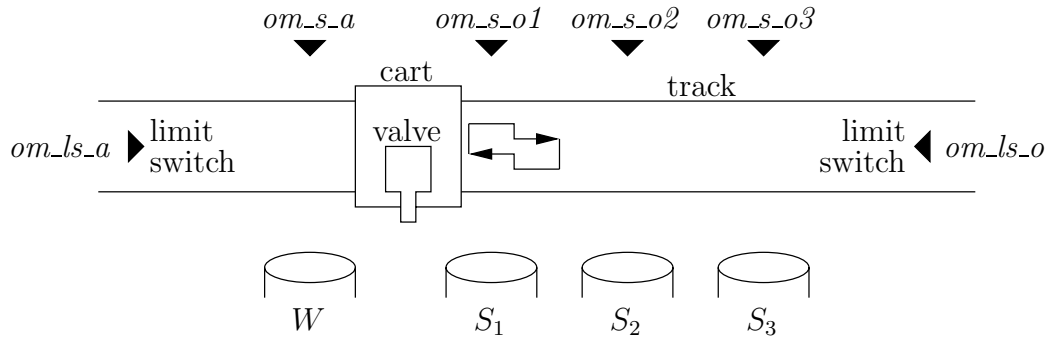 om_s_a om_s_o1 om_s_o2 om_s_o3
cart
track
om_ls_a
limit
switch
valve
limit
switch
om_ls_o
W S₁ S₂ S₃